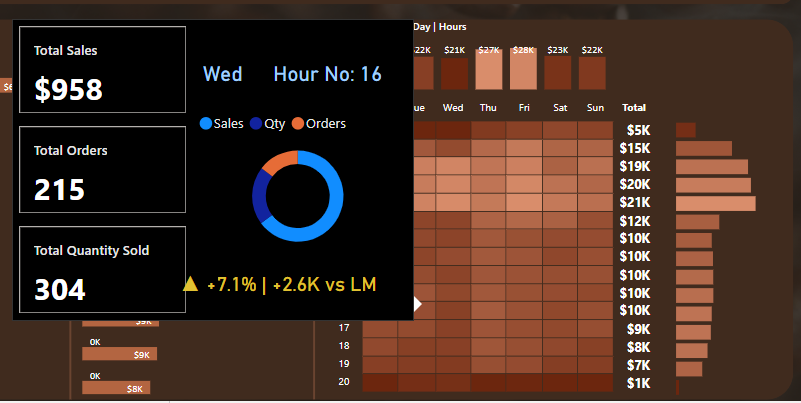 Day | Hours
Total Sales
$958
Total Orders
215
Total Quantity Sold
304
Wed Hour No: 16
Sales Qty Orders
+7.1% | +2.6K vs LM
22K $21K $27K $28K $23K $22K
ue Wed Thu Fri Sat Sun Total
$5K
$15K
$19K
$20K
$21K
$12K
$10K
$10K
$10K
$10K
$10K
17 $9K
18 $8K
19 $7K
20 $1K
$9K
0K
$9K
0K
$8K